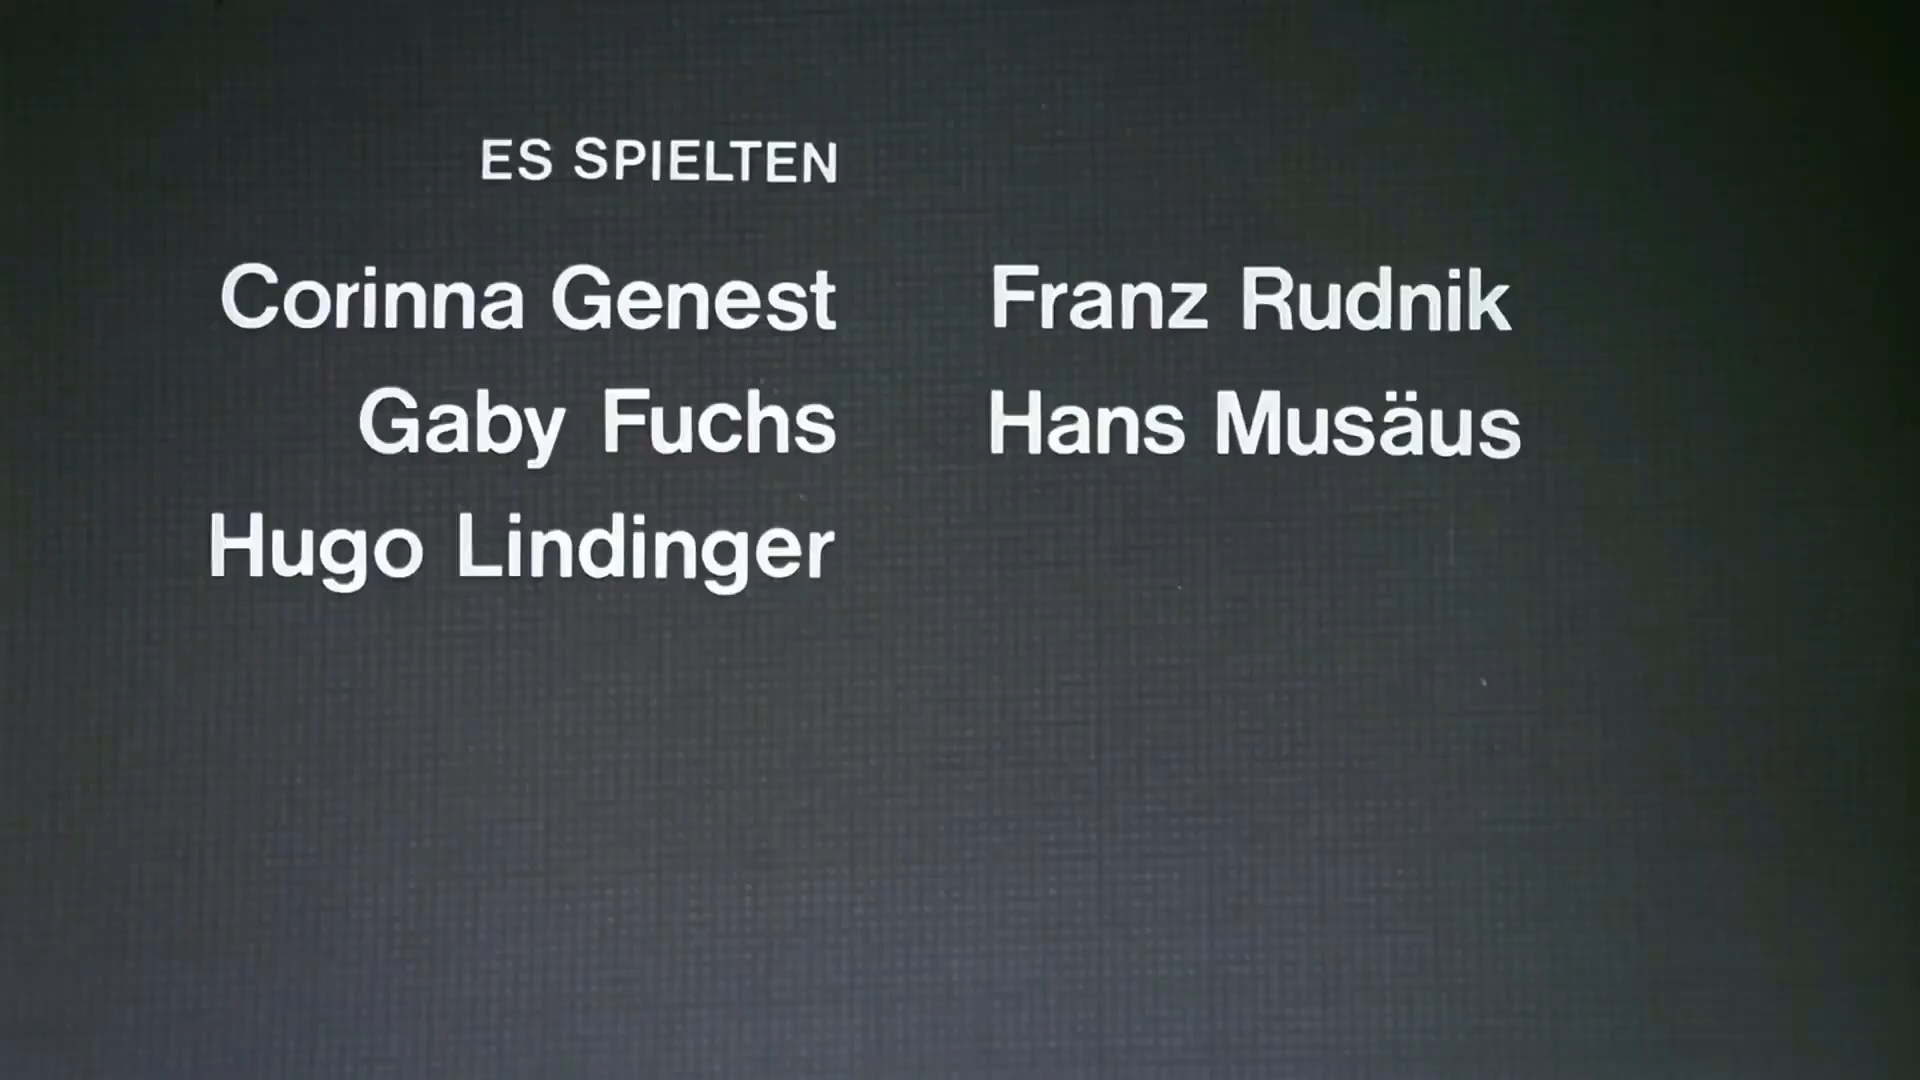 ES SPIELTEN
Corinna Genest
Gaby Fuchs
Hugo Lindinger
Franz Rudnik
Hans Musäus